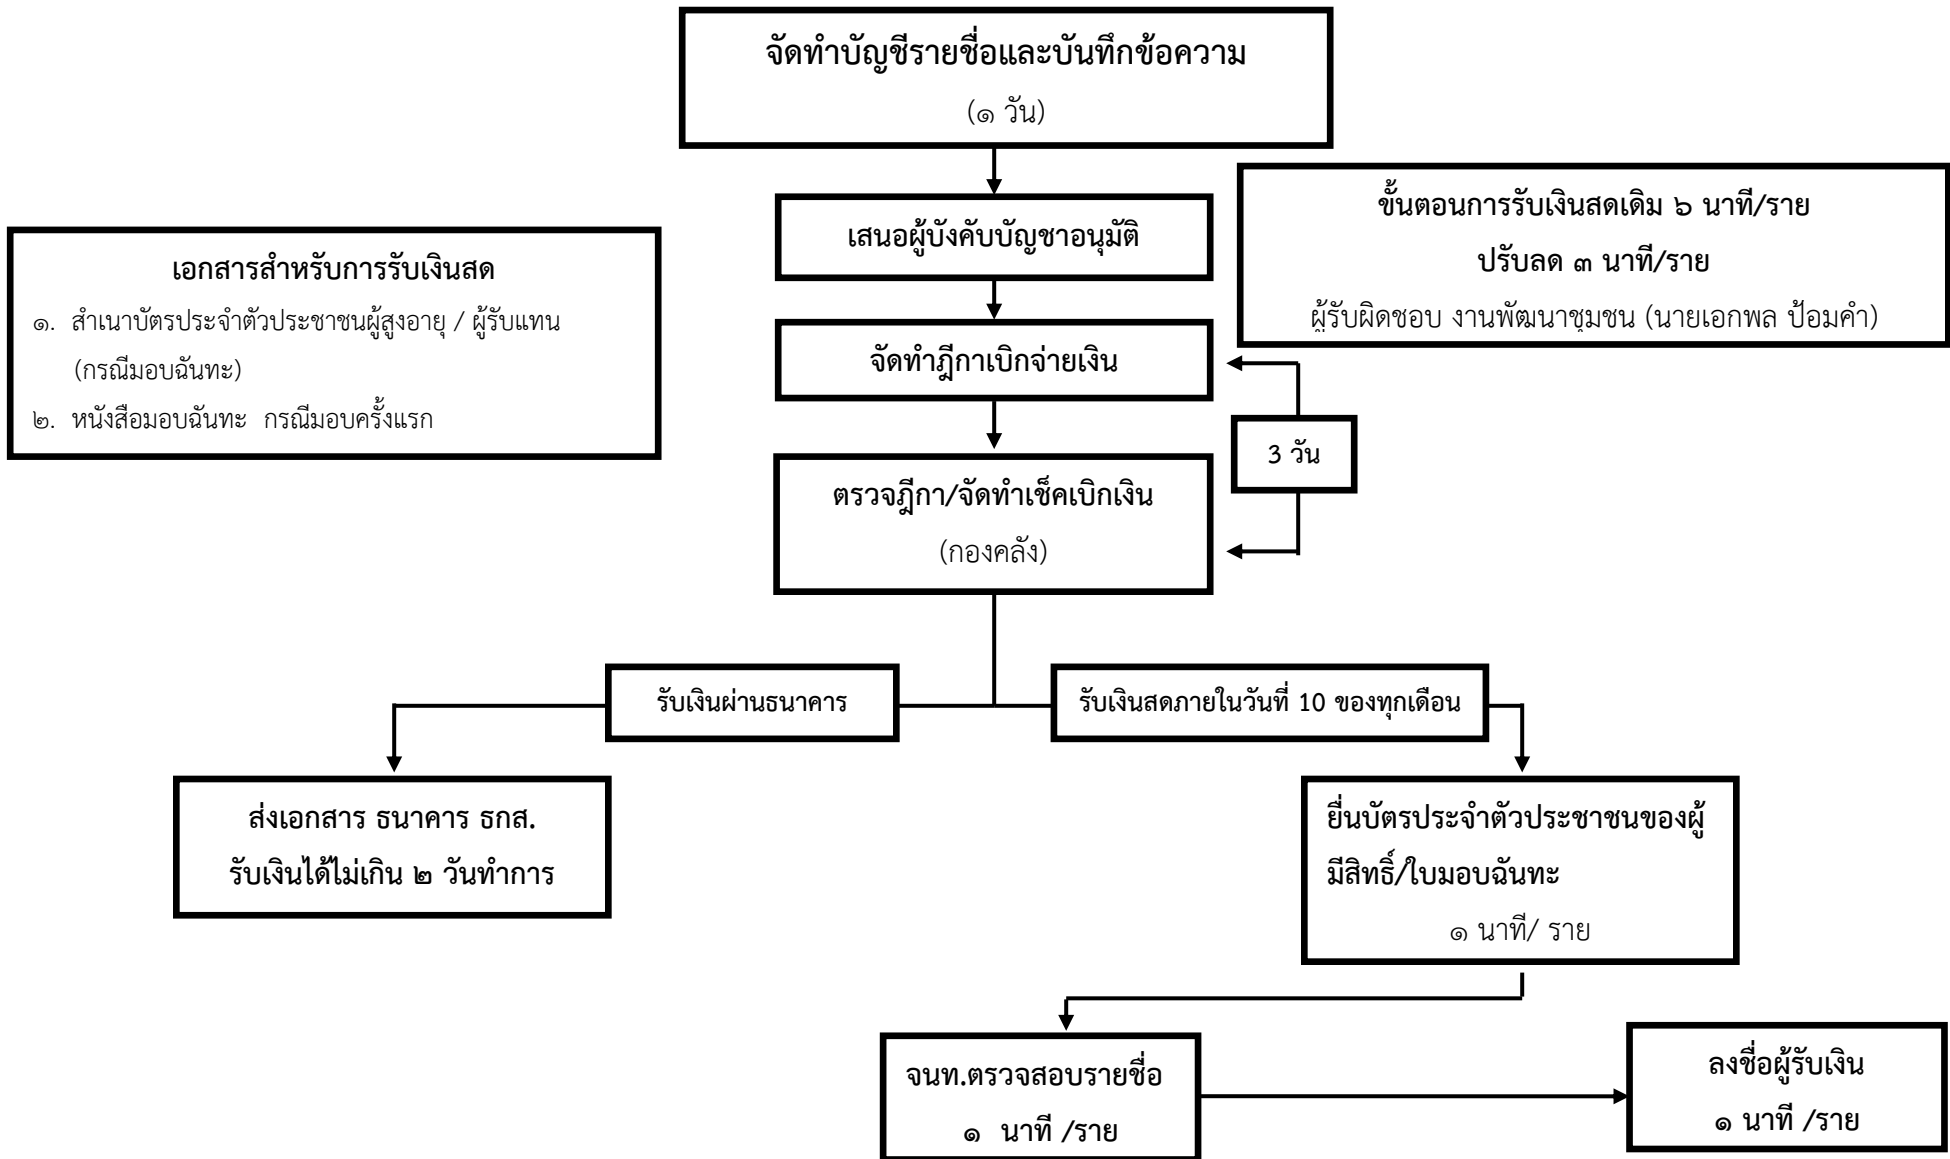 จัดทำบัญชีรายชื่อและบันทึกข้อความ
(๑ วัน)
เสนอผู้บังคับบัญชาอนุมัติ
ขั้นตอนการรับเงินสดเดิม ๖ นาที/ราย
ปรับลด ๓ นาที/ราย
ผู้รับผิดชอบ งานพัฒนาชุมชน (นายเอกพล ป้อมคำ)
เอกสารสำหรับการรับเงินสด
๑. สำเนาบัตรประจำตัวประชาชนผู้สูงอายุ / ผู้รับแทน
(กรณีมอบฉันทะ)
๒. หนังสือมอบฉันทะ กรณีมอบครั้งแรก
จัดทำฎีกาเบิกจ่ายเงิน
3 วัน
ตรวจฎีกา/จัดทำเช็คเบิกเงิน
(กองคลัง)
รับเงินผ่านธนาคาร
รับเงินสดภายในวันที่ 10 ของทุกเดือน
ส่งเอกสาร ธนาคาร ธกส.
รับเงินได้ไม่เกิน ๒ วันทำการ
ยื่นบัตรประจำตัวประชาชนของผู้
มีสิทธิ์/ใบมอบฉันทะ
๑ นาที/ ราย
จนท.ตรวจสอบรายชื่อ
๑ นาที /ราย
ลงชื่อผู้รับเงิน
๑ นาที /ราย